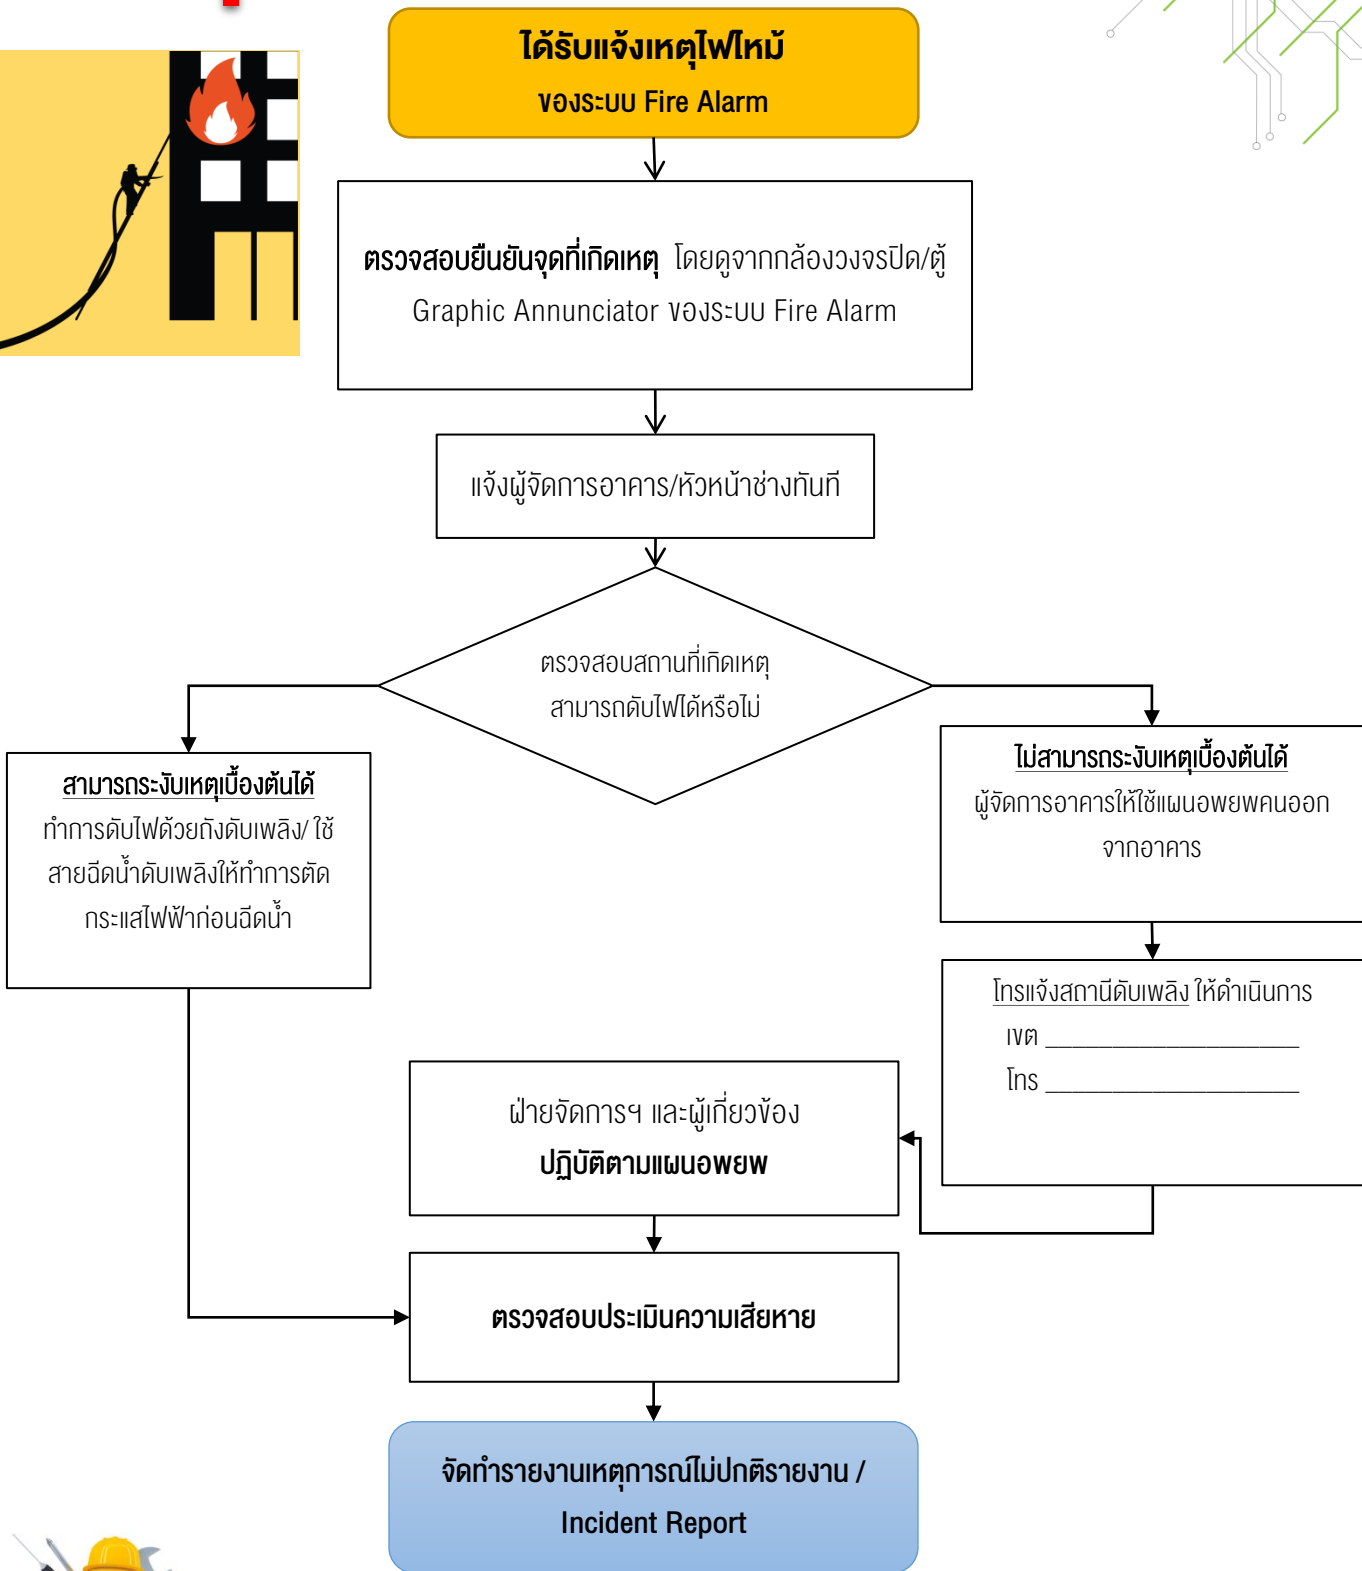 ได้รับแจ้งเหตุไฟไหม้
ของระบบ Fire Alarm
ตรวจสอบยืนยันจุดที่เกิดเหตุ โดยดูจากกล้องวงจรปิด/ตู้
Graphic Annunciator ของระบบ Fire Alarm
แจ้งผู้จัดการอาคาร/หัวหน้าช่างทันที
ตรวจสอบสถานที่เกิดเหตุ
สามารถดับไฟได้หรือไม่
สามารถระงับเหตุเบื้องต้นได้
ทำการดับไฟด้วยถังดับเพลิง/ ใช้
สายฉีดน้ำดับเพลิงให้ทำการตัด
กระแสไฟฟ้าก่อนฉีดน้ำ
ไม่สามารถระงับเหตุเบื้องต้นได้
ผู้จัดการอาคารให้ใช้แผนอพยพคนออก
จากอาคาร
โทรแจ้งสถานีดับเพลิง ให้ดำเนินการ
เขต ___________________
โทร ___________________
ฝ่ายจัดการฯ และผู้เกี่ยวข้อง
ปฏิบัติตามแผนอพยพ
ตรวจสอบประเมินความเสียหาย
จัดทำรายงานเหตุการณ์ไม่ปกติรายงาน /
Incident Report